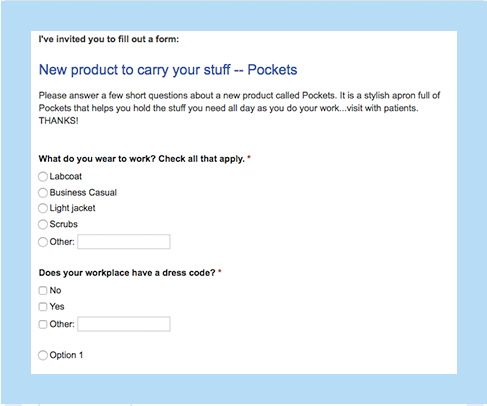 I've invited you to fill out a form:
New product to carry your stuff -- Pockets
Please answer a few short questions about a new product called Pockets. It is a stylish apron full of
Pockets that helps you hold the stuff you need all day as you do your work...visit with patients.
THANKS!
What do you wear to work? Check all that apply. *
Labcoat
Business Casual
Light jacket
Scrubs
Other:
Does your workplace have a dress code? *
No
Yes
Other:
Option 1